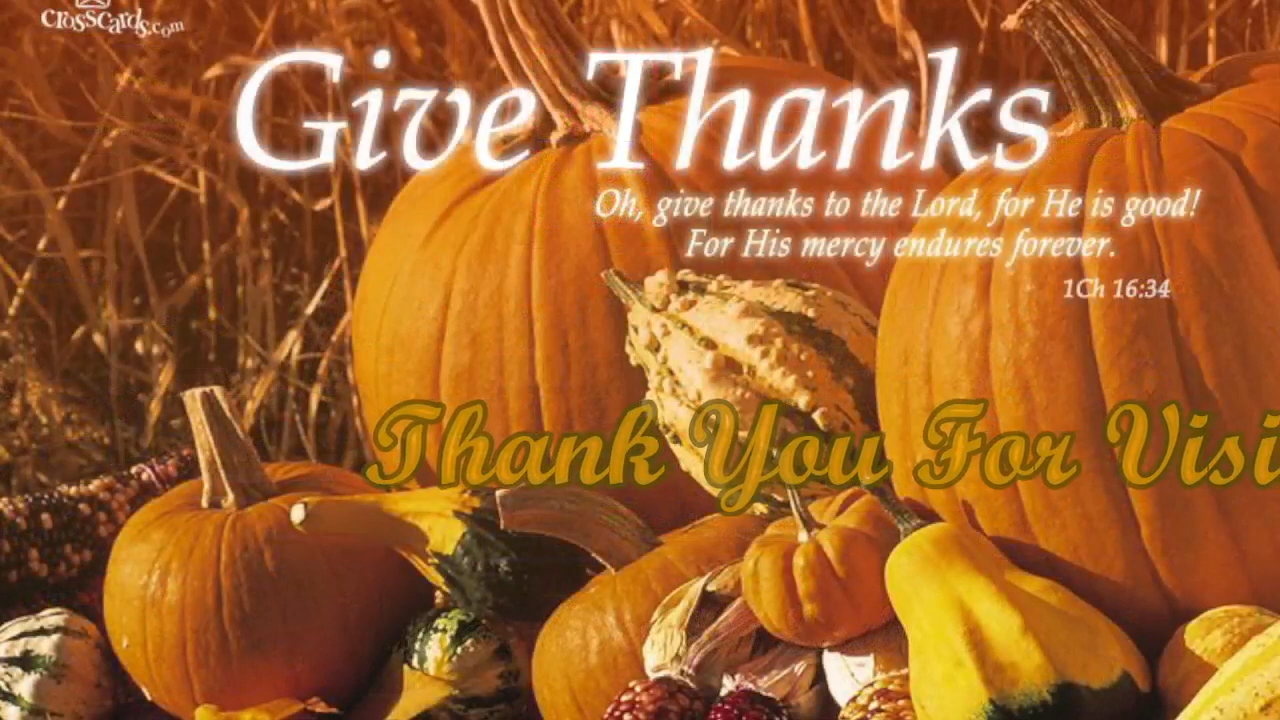 crosscards.com
Give Thanks
Oh, give thanks to the Lord, for He is good!
For His mercy endures forever.
1Ch 16:34
Thank You For Visi